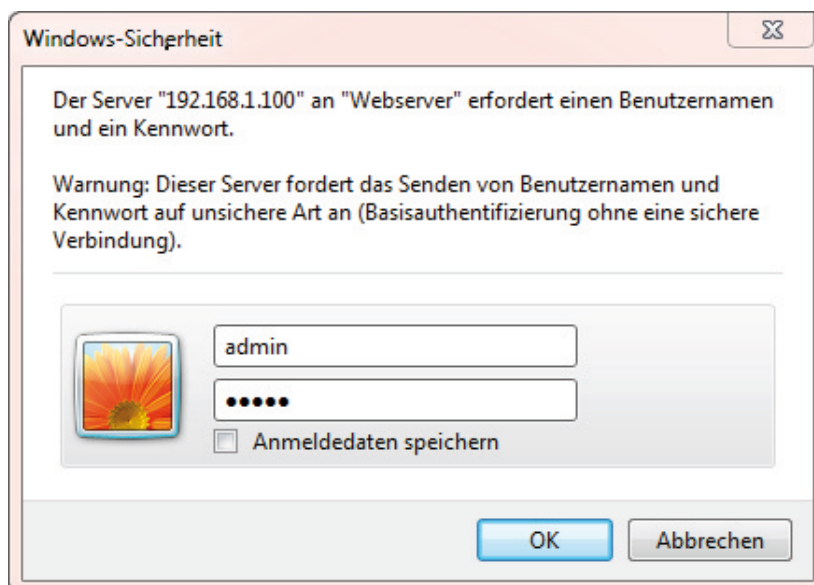 Windows-Sicherheit
Der Server "192.168.1.100" an "Webserver" erfordert einen Benutzernamen
und ein Kennwort.
Warnung: Dieser Server fordert das Senden von Benutzernamen und
Kennwort auf unsichere Art an (Basisauthentifizierung ohne eine sichere
Verbindung).
admin
●●●●●
Anmeldedaten speichern
OK
Abbrechen